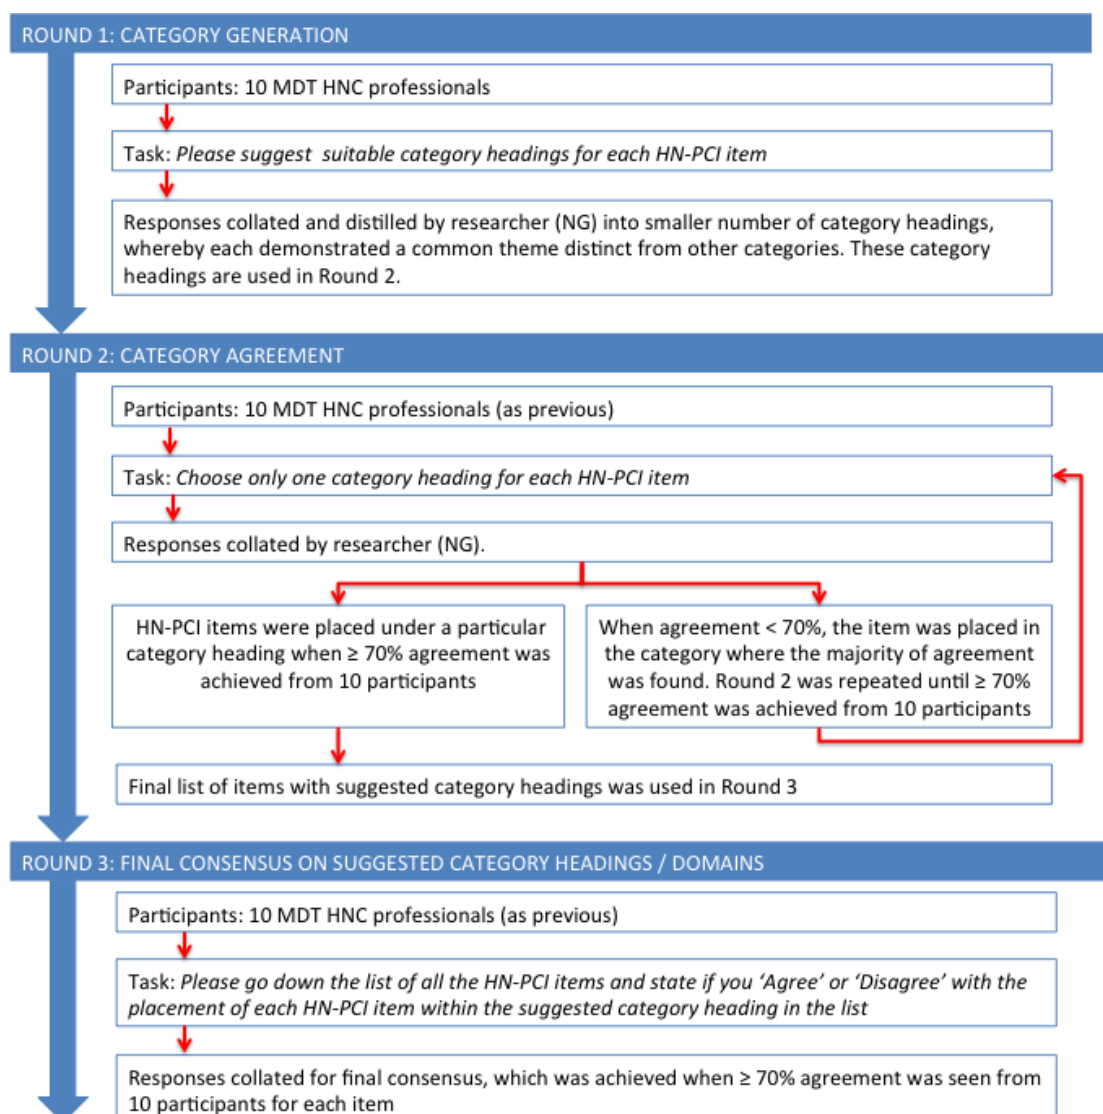 ROUND 1: CATEGORY GENERATION
Participants: 10 MDT HNC professionals
Task: Please suggest suitable category headings for each HN-PCI item
Responses collated and distilled by researcher (NG) into smaller number of category headings,
whereby each demonstrated a common theme distinct from other categories. These category
headings are used in Round 2.
ROUND 2: CATEGORY AGREEMENT
Participants: 10 MDT HNC professionals (as previous)
Task: Choose only one category heading for each HN-PCI item
Responses collated by researcher (NG).
HN-PCI items were placed under a particular
category heading when ≥ 70% agreement was
achieved from 10 participants
When agreement < 70%, the item was placed in
the category where the majority of agreement
was found. Round 2 was repeated until ≥ 70%
agreement was achieved from 10 participants
Final list of items with suggested category headings was used in Round 3
ROUND 3: FINAL CONSENSUS ON SUGGESTED CATEGORY HEADINGS / DOMAINS
Participants: 10 MDT HNC professionals (as previous)
Task: Please go down the list of all the HN-PCI items and state if you ‘Agree’ or ‘Disagree’ with the
placement of each HN-PCI item within the suggested category heading in the list
Responses collated for final consensus, which was achieved when ≥ 70% agreement was seen from
10 participants for each item